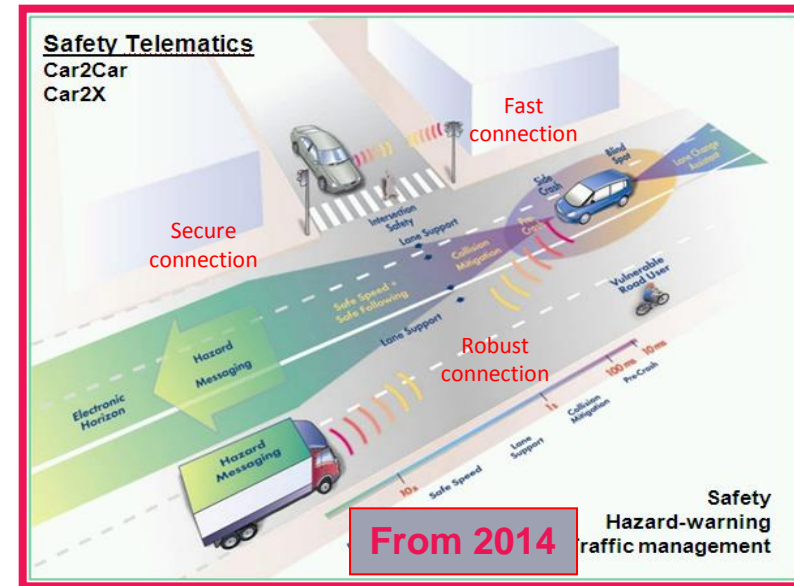 Safety Telematics
Car2Car
Car2X
Fast
connection
Blind
Spot
Lane Change
Assistant
Side
Crash
Pre-
Crash
Intersection
Safety
Lane Support
Secure
connection
Collision
Mitigation
Vulnerable
Road User
Safe Speed +
Safe Following
Lane Support
Robust
connection
Hazard
Messaging
Electronic
Horizon
Hazard
Messaging
10 ms
100 ms
Pre-Crash
1s
Collision
Mitigation
Lane
Support
10s
Safe Speed
Safety
Hazard-warning
From 2014
raffic management